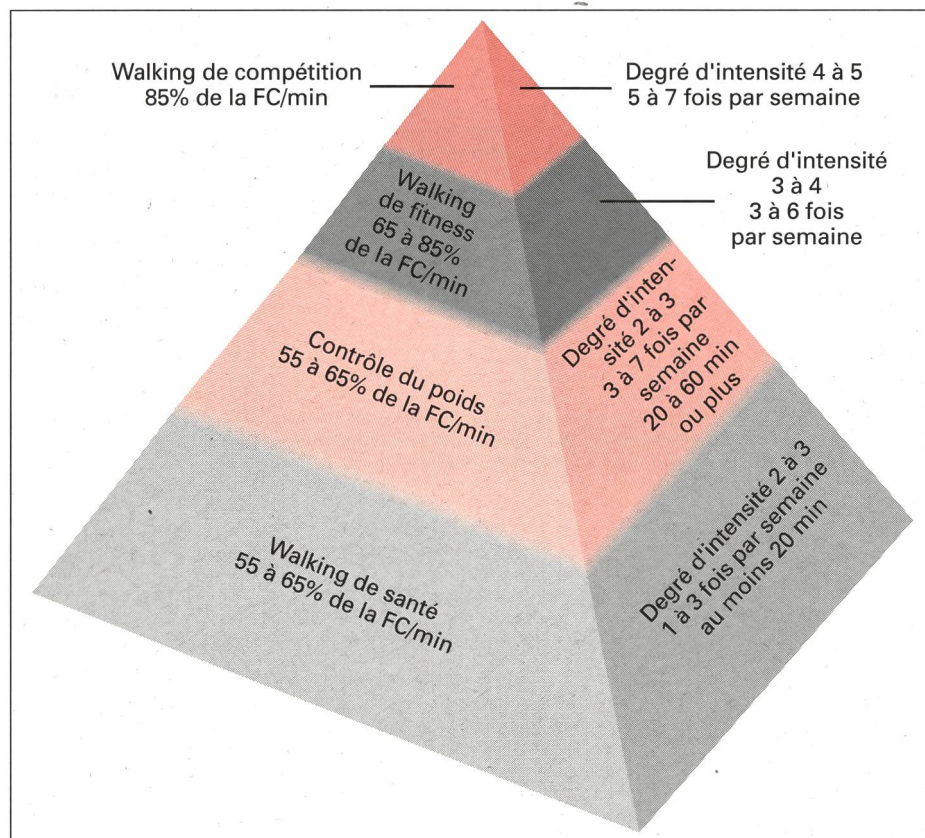 Walking de compétition
85% de la FC/min
Degré d'intensité 4 à 5
5 à 7 fois par semaine
Walking
de fitness
65 à 85%
de la FC/min
Degré d'intensité
3 à 4
3 à 6 fois
par semaine
Contrôle du poids
55 à 65% de la FC/min
Degré d'inten-
sité 2 à 3
3 à 7 fois par
semaine
20 à 60 min
ou plus
Walking de santé
55 à 65% de la FC/min
Degré d'intensité 2 à 3
1 à 3 fois par semaine
au moins 20 min